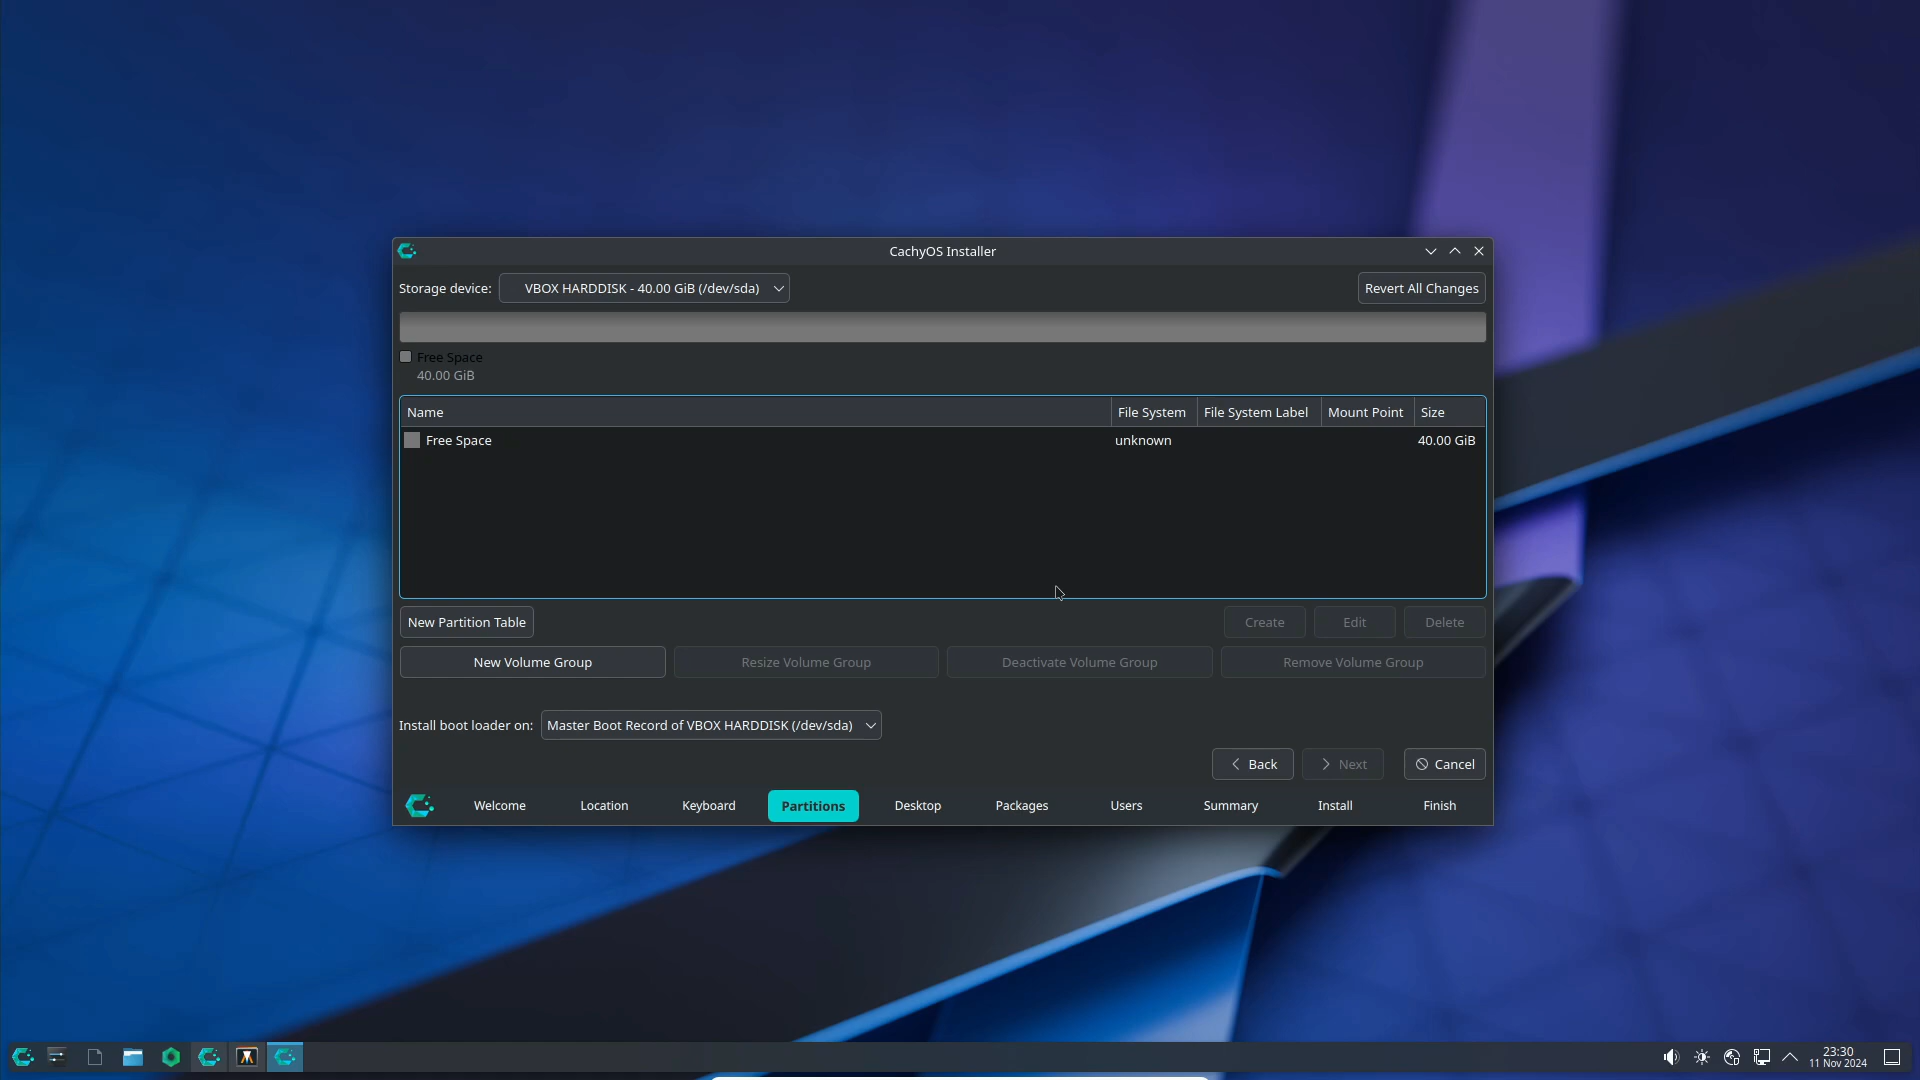 CachyOS Installer
Storage device: VBOX HARDDISK - 40.00 GiB (/dev/sda) Revert All Changes
Free Space
40.00 GiB
Name File System File System Label Mount Point Size
Free Space unknown 40.00 GiB
New Partition Table Create Edit Delete
New Volume Group Resize Volume Group Deactivate Volume Group Remove Volume Group
Install boot loader on: Master Boot Record of VBOX HARDDISK (/dev/sda)
Back Next Cancel
Welcome Location Keyboard Partitions Desktop Packages Users Summary Install Finish
23:30
11 Nov 2024